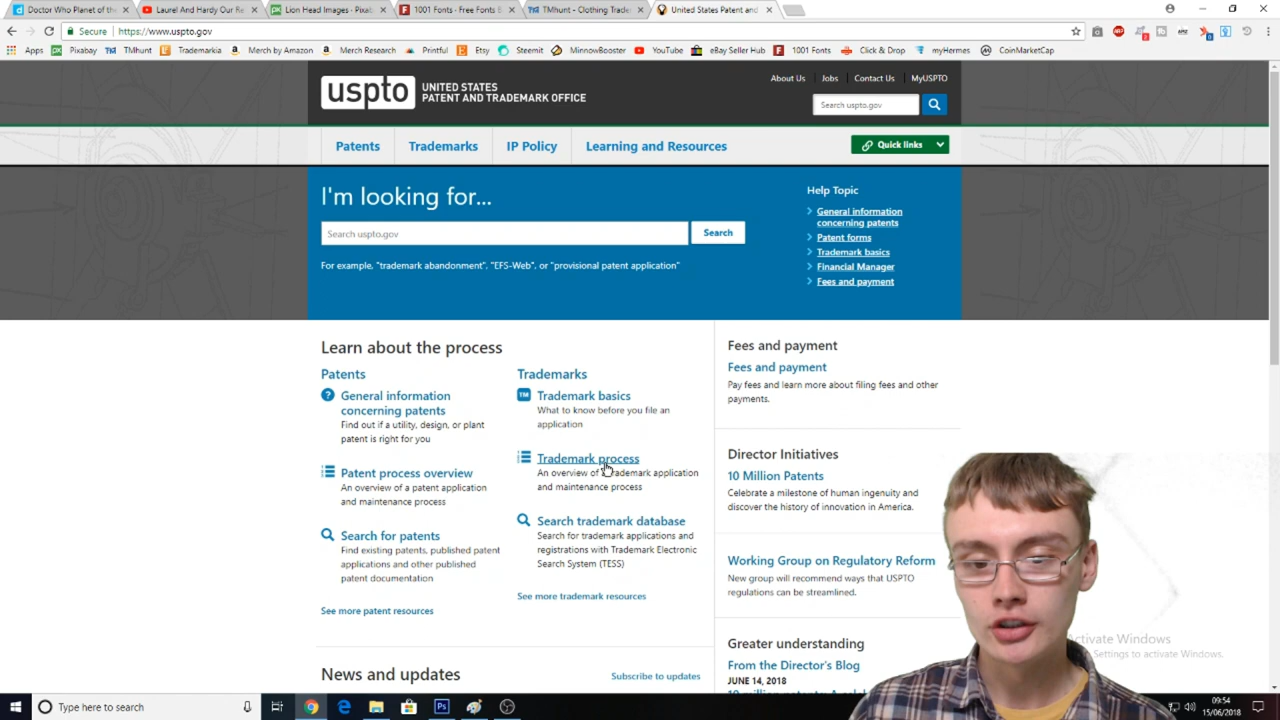 Doctor Who Planet of the
Laurel And Hardy Our Re
Lion Head Images - Pixab
1001 Fonts - Free Fonts B
TMhunt - Clothing Trade
United States Patent and
Secure
https://www.uspto.gov
Apps
Pixabay
TMhunt
Trademarkia
Merch by Amazon
Merch Research
Printful
Etsy
Steemit
MinnowBooster
YouTube
eBay Seller Hub
1001 Fonts
Click & Drop
myHermes
CoinMarketCap
About Us
Jobs
Contact Us
MyUSPTO
uspto
UNITED STATES
PATENT AND TRADEMARK OFFICE
Search uspto.gov
Patents
Trademarks
IP Policy
Learning and Resources
Quick links
I'm looking for...
Search uspto.gov
Search
For example, "trademark abandonment", "EFS-Web", or "provisional patent application"
Help Topic
General information
concerning patents
Patent forms
Trademark basics
Financial Manager
Fees and payment
Learn about the process
Patents
General information
concerning patents
Find out if a utility, design, or plant
patent is right for you
Patent process overview
An overview of a patent application
and maintenance process
Search for patents
Find existing patents, published patent
applications and other published
patent documentation
See more patent resources
Trademarks
TM
Trademark basics
What to know before you file an
application
Trademark process
An overview of trademark application
and maintenance process
Search trademark database
Search for trademark applications and
registrations with Trademark Electronic
Search System (TESS)
See more trademark resources
Fees and payment
Fees and payment
Pay fees and learn more about filing fees and other
payments.
Director Initiatives
10 Million Patents
Celebrate a milestone of human ingenuity and
discover the history of innovation in America.
Working Group on Regulatory Reform
New group will recommend ways that USPTO
regulations can be streamlined.
Greater understanding
From the Director's Blog
JUNE 14, 2018
News and updates
Subscribe to updates
Activate Windows
Settings to activate Windows.
Type here to search
Ps
09:54
15/06/2018